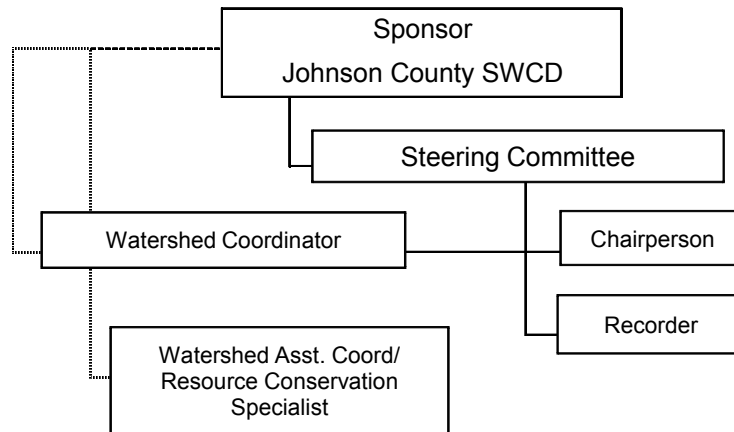 Sponsor
Johnson County SWCD
Steering Committee
Watershed Coordinator
Chairperson
Recorder
Watershed Asst. Coord/
Resource Conservation
Specialist